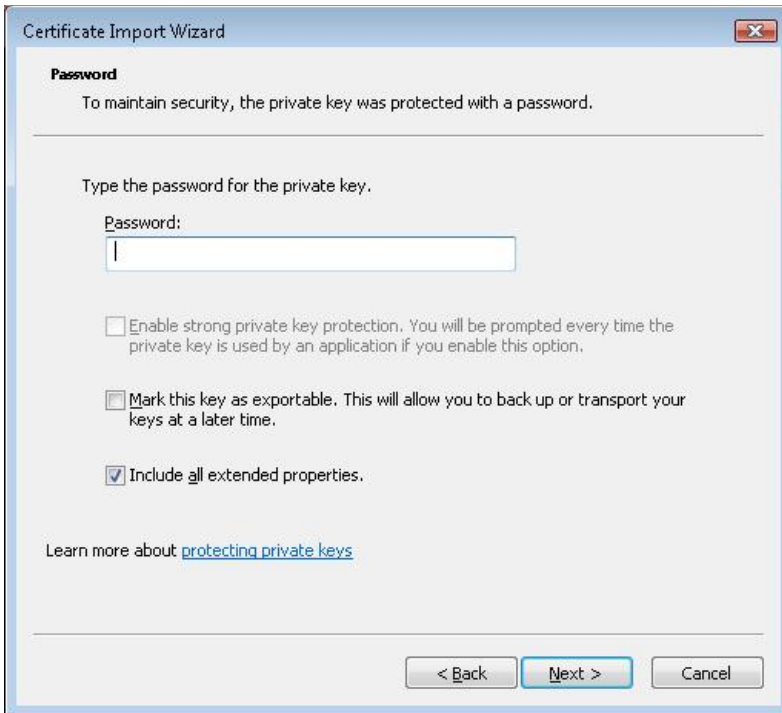 Certificate Import Wizard
Password
To maintain security, the private key was protected with a password.
Type the password for the private key.
Password:
Enable strong private key protection. You will be prompted every time the
private key is used by an application if you enable this option.
Mark this key as exportable. This will allow you to back up or transport your
keys at a later time.
Include all extended properties.
Learn more about protecting private keys
< Back Next > Cancel